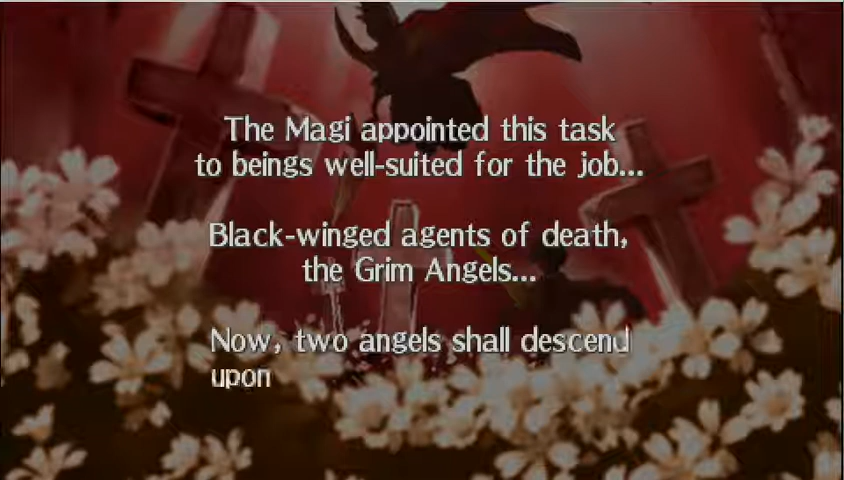 The Magi appointed this task
to beings well-suited for the job...
Black-winged agents of death,
the Grim Angels...
Now, two angels shall descend
upon